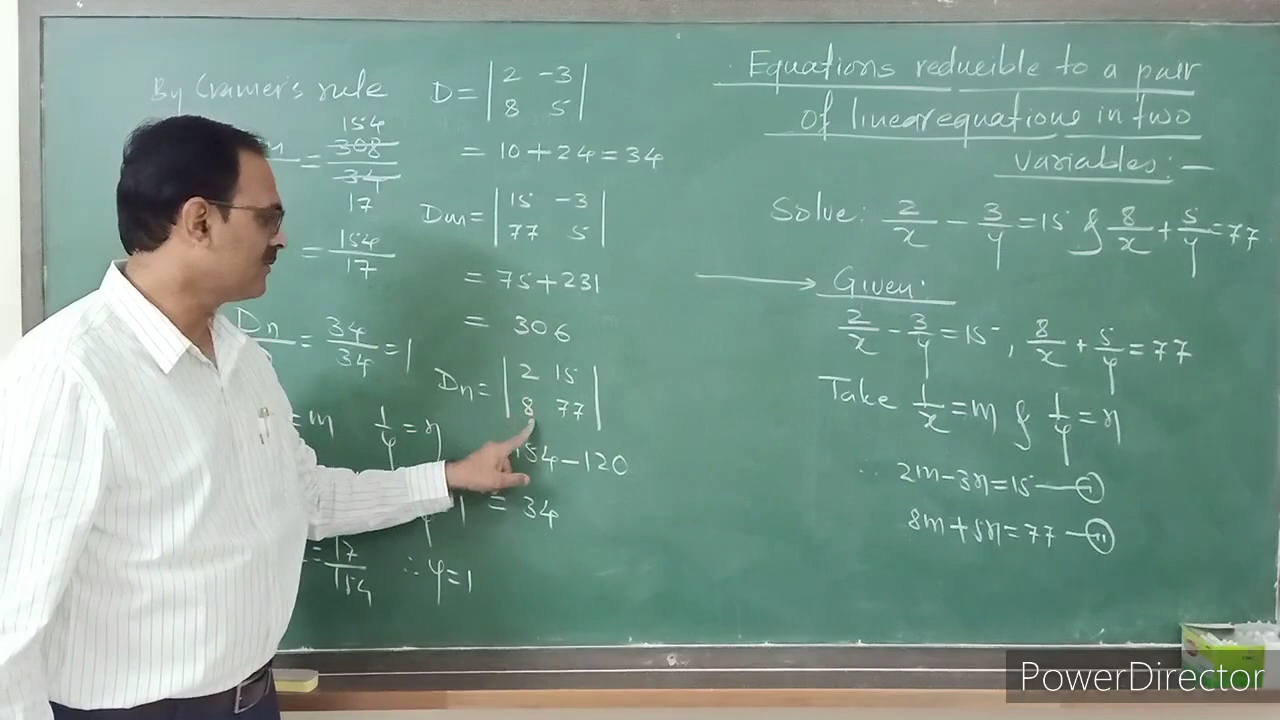 Equations reducible to a pair
of linear equations in two
variables:-
Solve: 2/x - 3/y = 15 & 8/x + 5/y = 77
Given:
2/x - 3/y = 15, 8/x + 5/y = 77
Take 1/x = m & 1/y = n
∴ 2m - 3n = 15 — (i)
8m + 5n = 77 — (ii)
D = | 2 -3 |
| 8 5 |
= 10 + 24 = 34
Dm = | 15 -3 |
| 77 5 |
= 75 + 231
= 306
Dn = | 2 15 |
| 8 77 |
154 - 120
= 34
By Cramer's rule
154
= 308/34
17
= 154/17
Dn = 34/34 = 1
= m 1/y = n
1
= 17/154 ∴ y = 1
PowerDirector